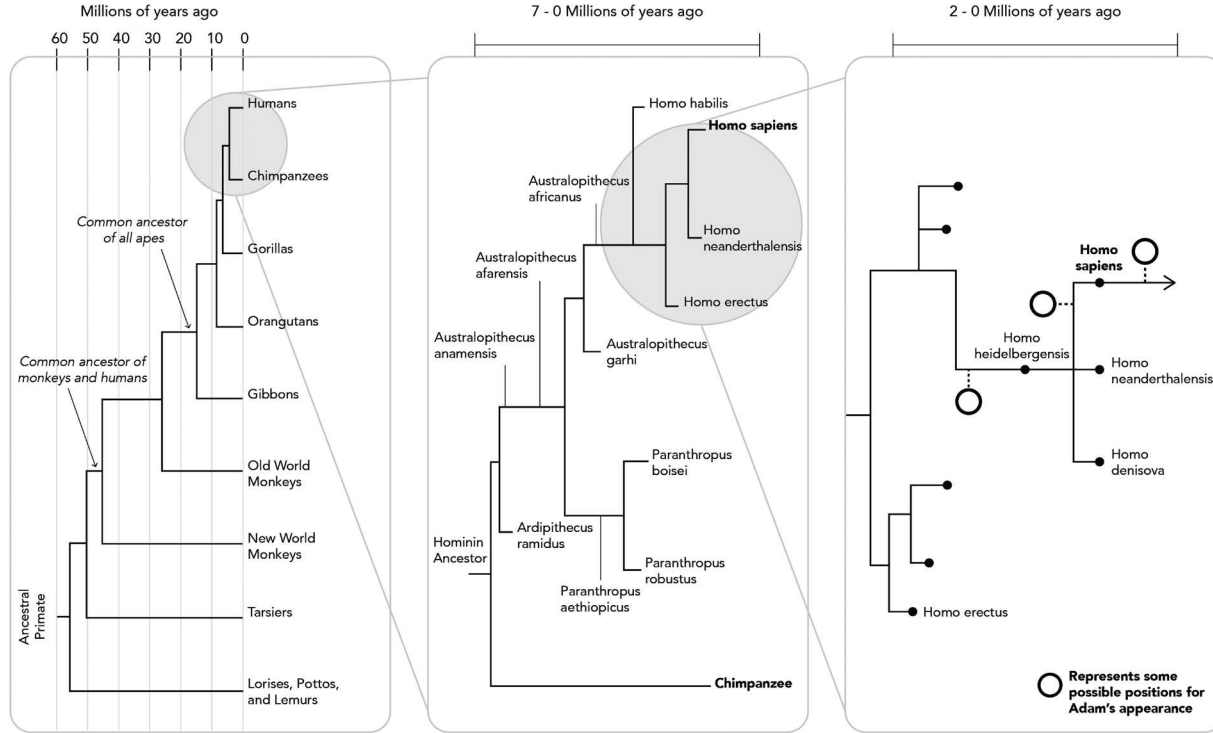 Millions of years ago
60 50 40 30 20 10 0
Humans
Chimpanzees
Common ancestor
of all apes
Gorillas
Orangutans
Common ancestor of
monkeys and humans
Gibbons
Old World
Monkeys
New World
Monkeys
Ancestral
Primate
Tarsiers
Lorises, Pottos,
and Lemurs
7 - 0 Millions of years ago
Homo habilis
Homo sapiens
Australopithecus
africanus
Homo
neanderthalensis
Australopithecus
afarensis
Homo erectus
Australopithecus
anamensis
Australopithecus
garhi
Paranthropus
boisei
Ardipithecus
ramidus
Hominin
Ancestor
Paranthropus
robustus
Paranthropus
aethiopicus
Chimpanzee
2 - 0 Millions of years ago
Homo
sapiens
Homo
heidelbergensis
Homo
neanderthalensis
Homo
denisova
Homo erectus
Represents some
possible positions for
Adam's appearance